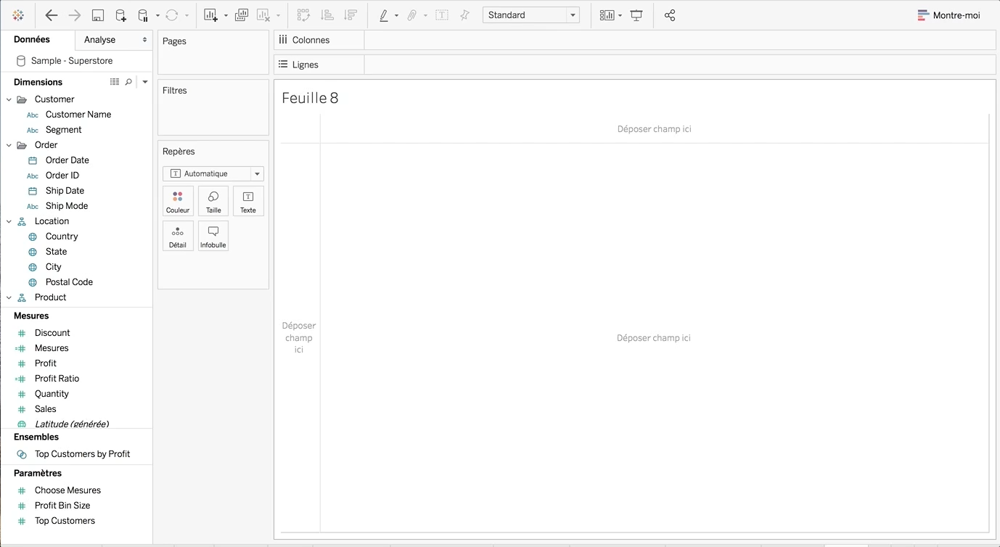 Standard
Montre-moi
Données
Analyse
Sample - Superstore
Dimensions
Customer
Abc Customer Name
Abc Segment
Order
Order Date
Abc Order ID
Ship Date
Abc Ship Mode
Location
Country
State
City
Postal Code
Product
Mesures
Discount
Mesures
Profit
Profit Ratio
Quantity
Sales
Latitude (générée)
Ensembles
Top Customers by Profit
Paramètres
Choose Mesures
Profit Bin Size
Top Customers
Pages
Filtres
Repères
T Automatique
Couleur
Taille
T
Texte
Détail
Infobulle
Colonnes
Lignes
Feuille 8
Déposer champ ici
Déposer
champ
ici
Déposer champ ici